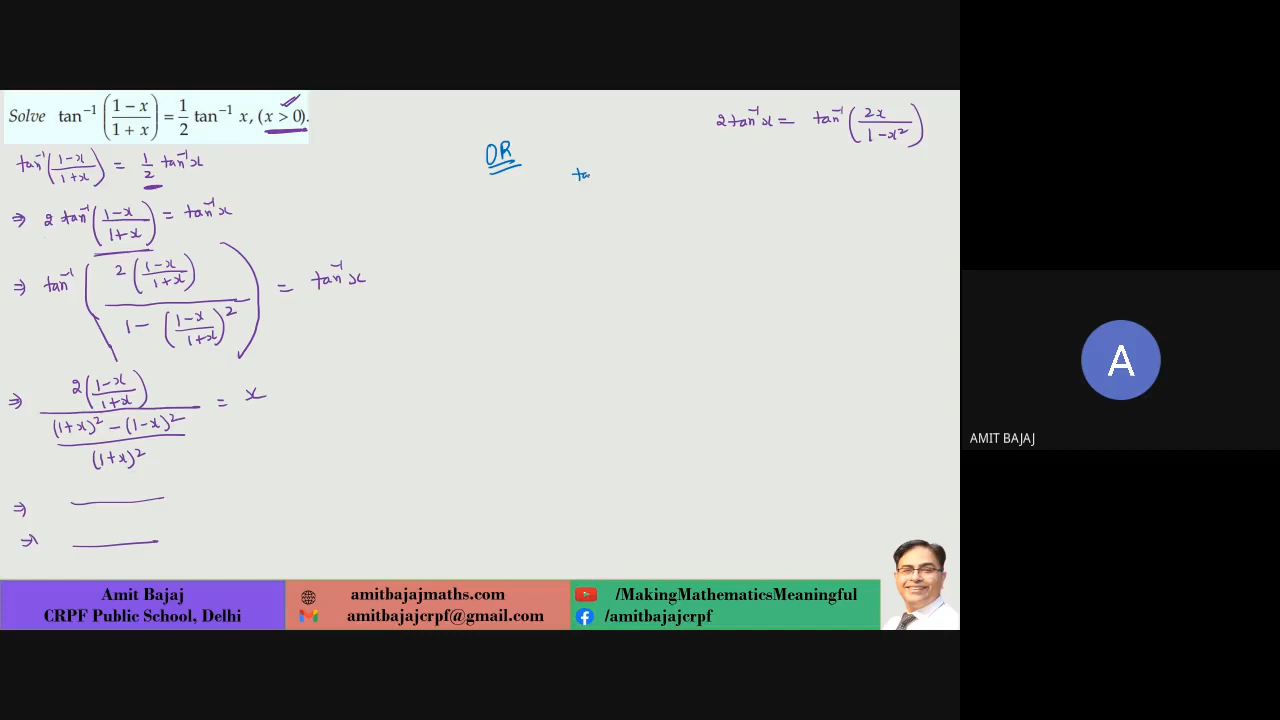 Solve tan⁻¹ ((1 − x)/(1 + x)) = 1/2 tan⁻¹ x, (x > 0).
tan⁻¹ ((1-x)/(1+x)) = 1/2 tan⁻¹x
⇒ 2 tan⁻¹ ((1-x)/(1+x)) = tan⁻¹x
⇒ tan⁻¹ ( 2((1-x)/(1+x)) / (1 - ((1-x)/(1+x))²) ) = tan⁻¹x
⇒ 2((1-x)/(1+x)) / (((1+x)² - (1-x)²)/(1+x)²) = x
⇒
⇒
OR
ta
2tan⁻¹x = tan⁻¹ (2x/(1-x²))
A
AMIT BAJAJ
Amit Bajaj
CRPF Public School, Delhi
amitbajajmaths.com
amitbajajcrpf@gmail.com
/MakingMathematicsMeaningful
/amitbajajcrpf